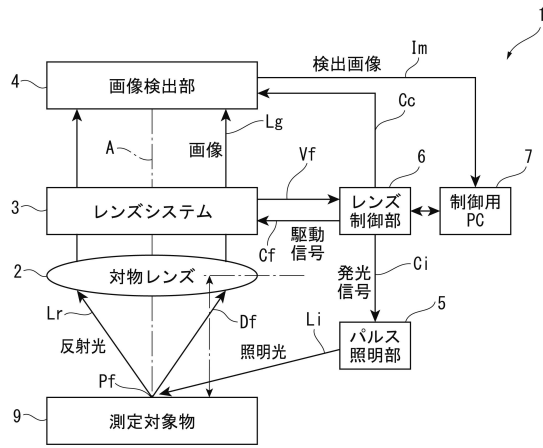 1
検出画像
Im
4
画像検出部
Cc
Lg
A
画像
Vf
6
7
3
レンズシステム
レンズ
制御部
制御用
PC
Cf
駆動
信号
2
対物レンズ
発光
信号
Ci
Lr
Df
Li
5
反射光
照明光
パルス
照明部
Pf
9
測定対象物